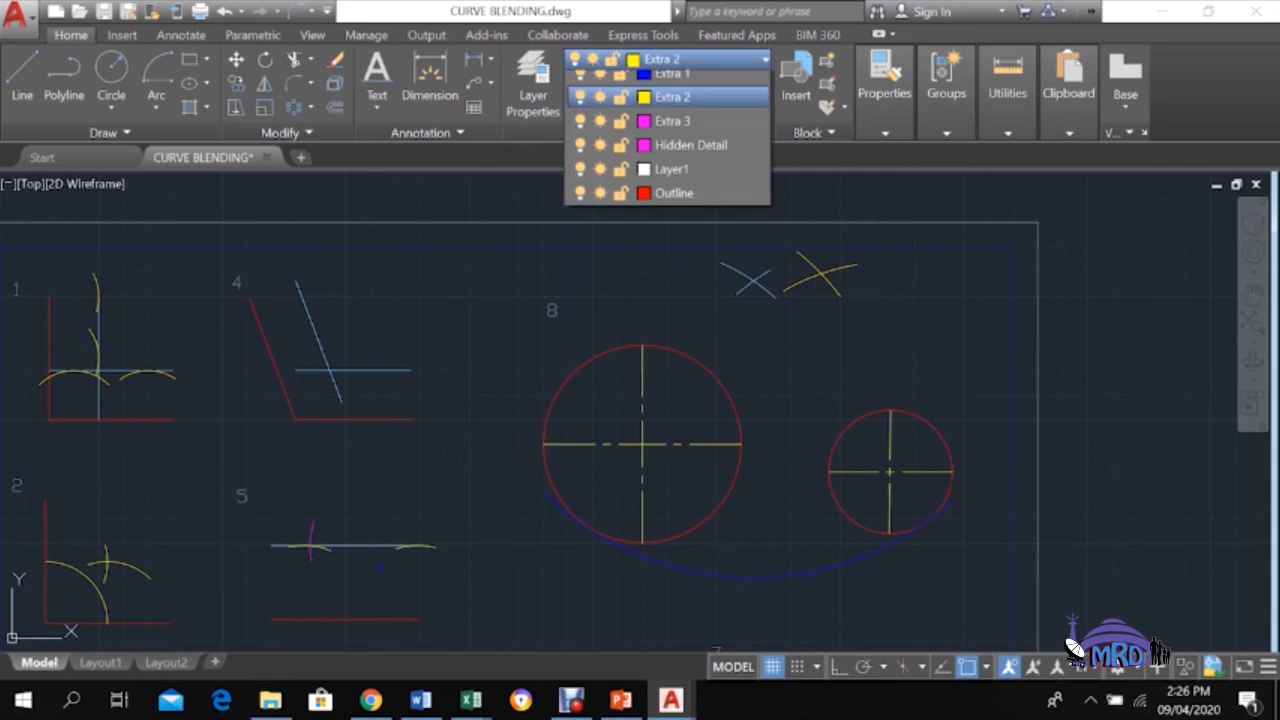 CURVE BLENDING.dwg
Type a keyword or phrase
Sign In
Home Insert Annotate Parametric View Manage Output Add-ins Collaborate Express Tools Featured Apps BIM 360
Line Polyline Circle Arc
Text Dimension
Layer Properties
Insert
Properties Groups Utilities Clipboard Base
Draw Modify Annotation Block V...
Extra 2
Extra 1
Extra 2
Extra 3
Hidden Detail
Layer1
Outline
Start
CURVE BLENDING*
[−][Top][2D Wireframe]
1
4
8
2
5
Y
X
MRD
Model Layout1 Layout2
MODEL
2:26 PM
09/04/2020